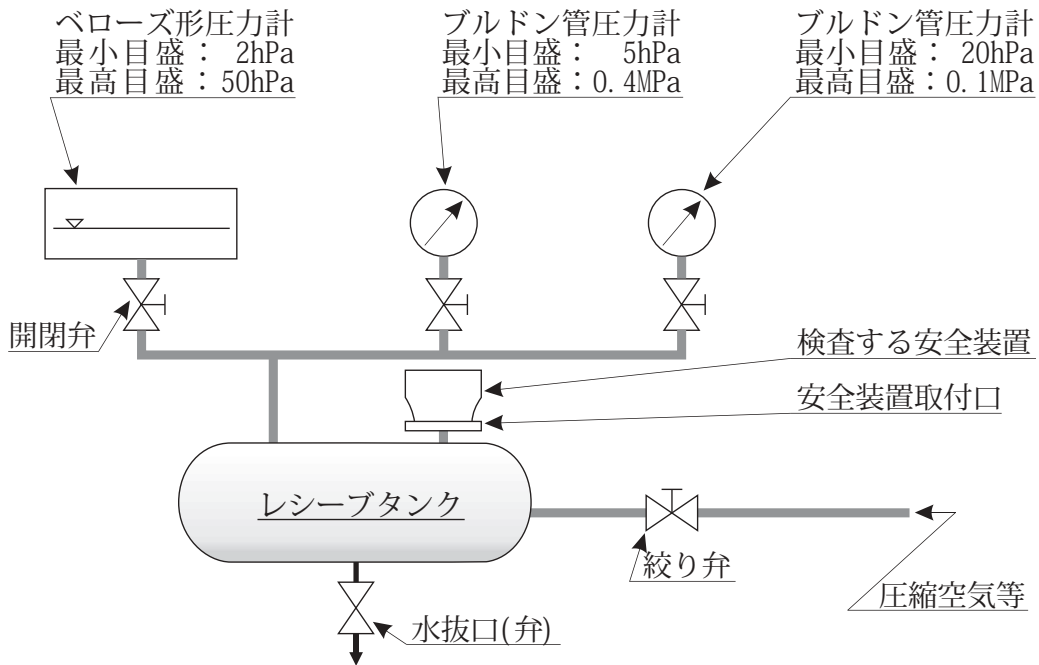 ベローズ形圧力計
最小目盛： 2hPa
最高目盛：50hPa
ブルドン管圧力計
最小目盛： 5hPa
最高目盛：0.4MPa
ブルドン管圧力計
最小目盛： 20hPa
最高目盛：0.1MPa
開閉弁
検査する安全装置
安全装置取付口
レシーブタンク
絞り弁
圧縮空気等
水抜口(弁)